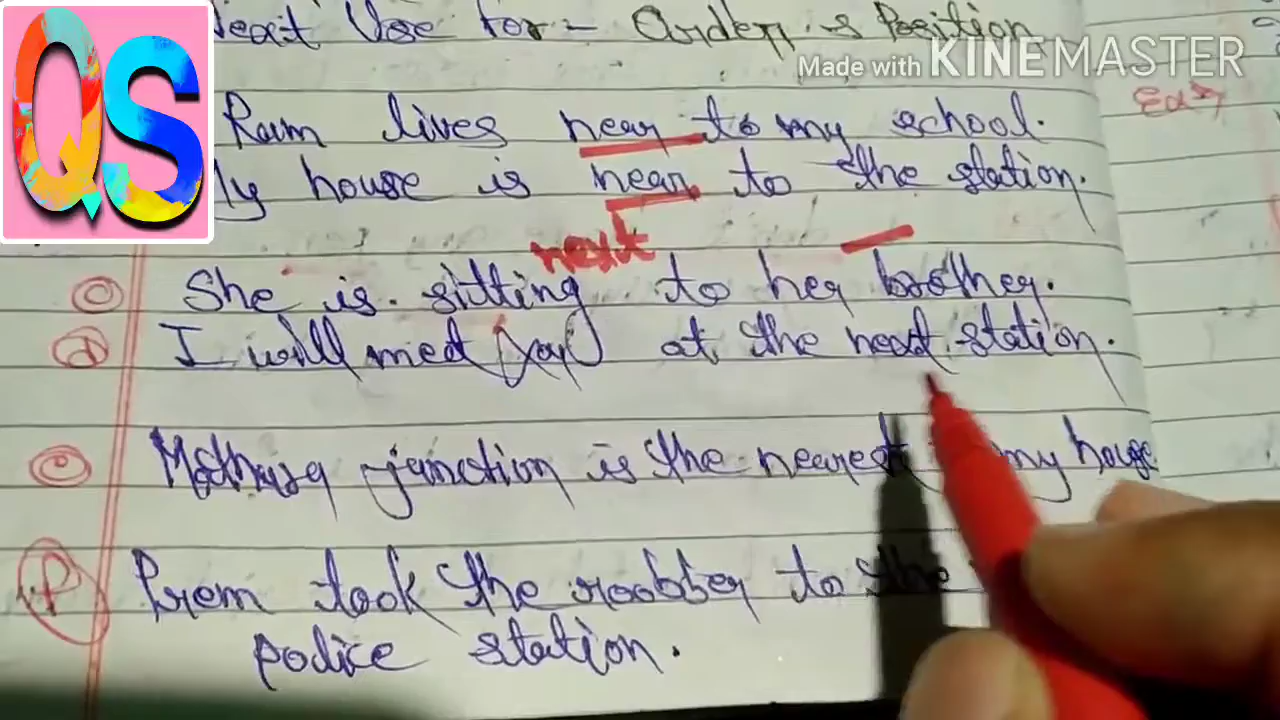 Next Use for - Order & Position
Made with KINEMASTER
QS
Ram lives near to my school.
My house is near to the station.
next
She is sitting to her brother.
I will meet you at the next station.
Mathura junction is the nearest my house
Prem took the robber to the
police station.